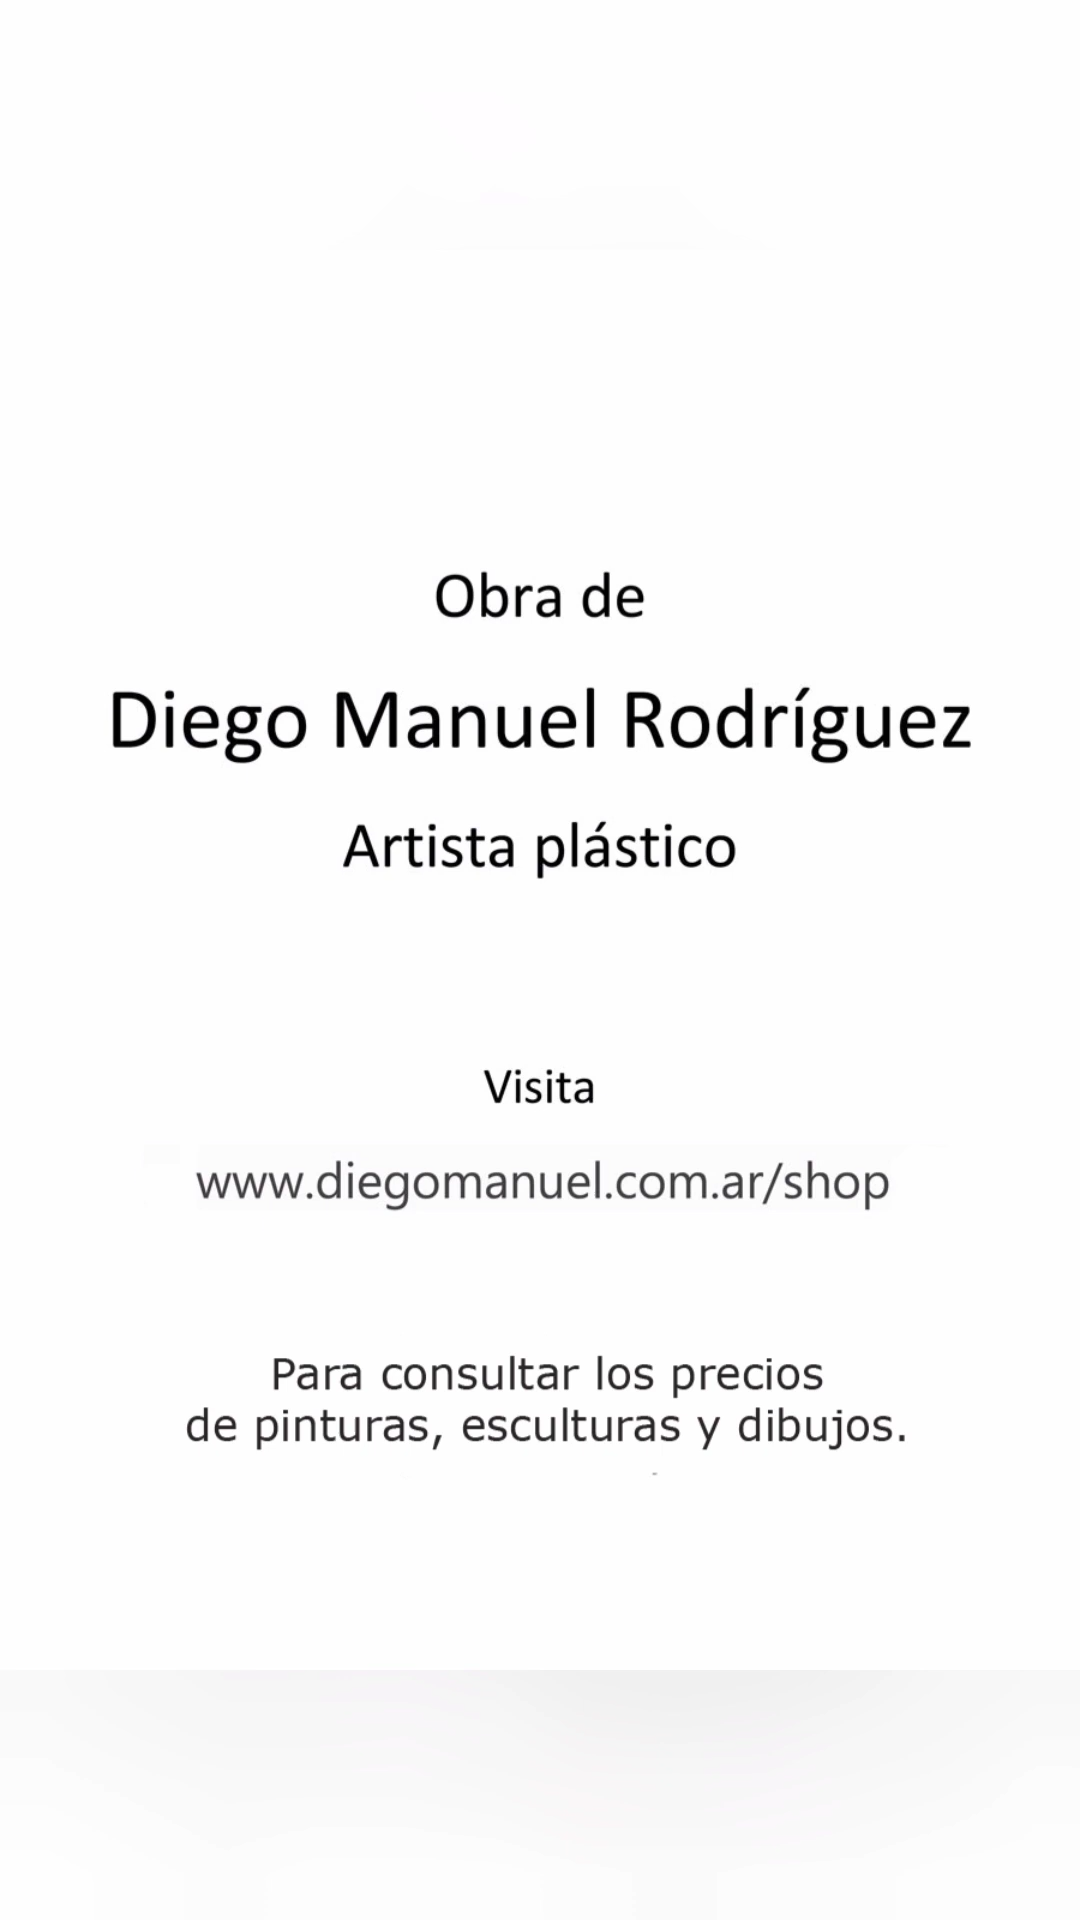 Obra de
Diego Manuel Rodríguez
Artista plástico
Visita
www.diegomanuel.com.ar/shop
Para consultar los precios
de pinturas, esculturas y dibujos.